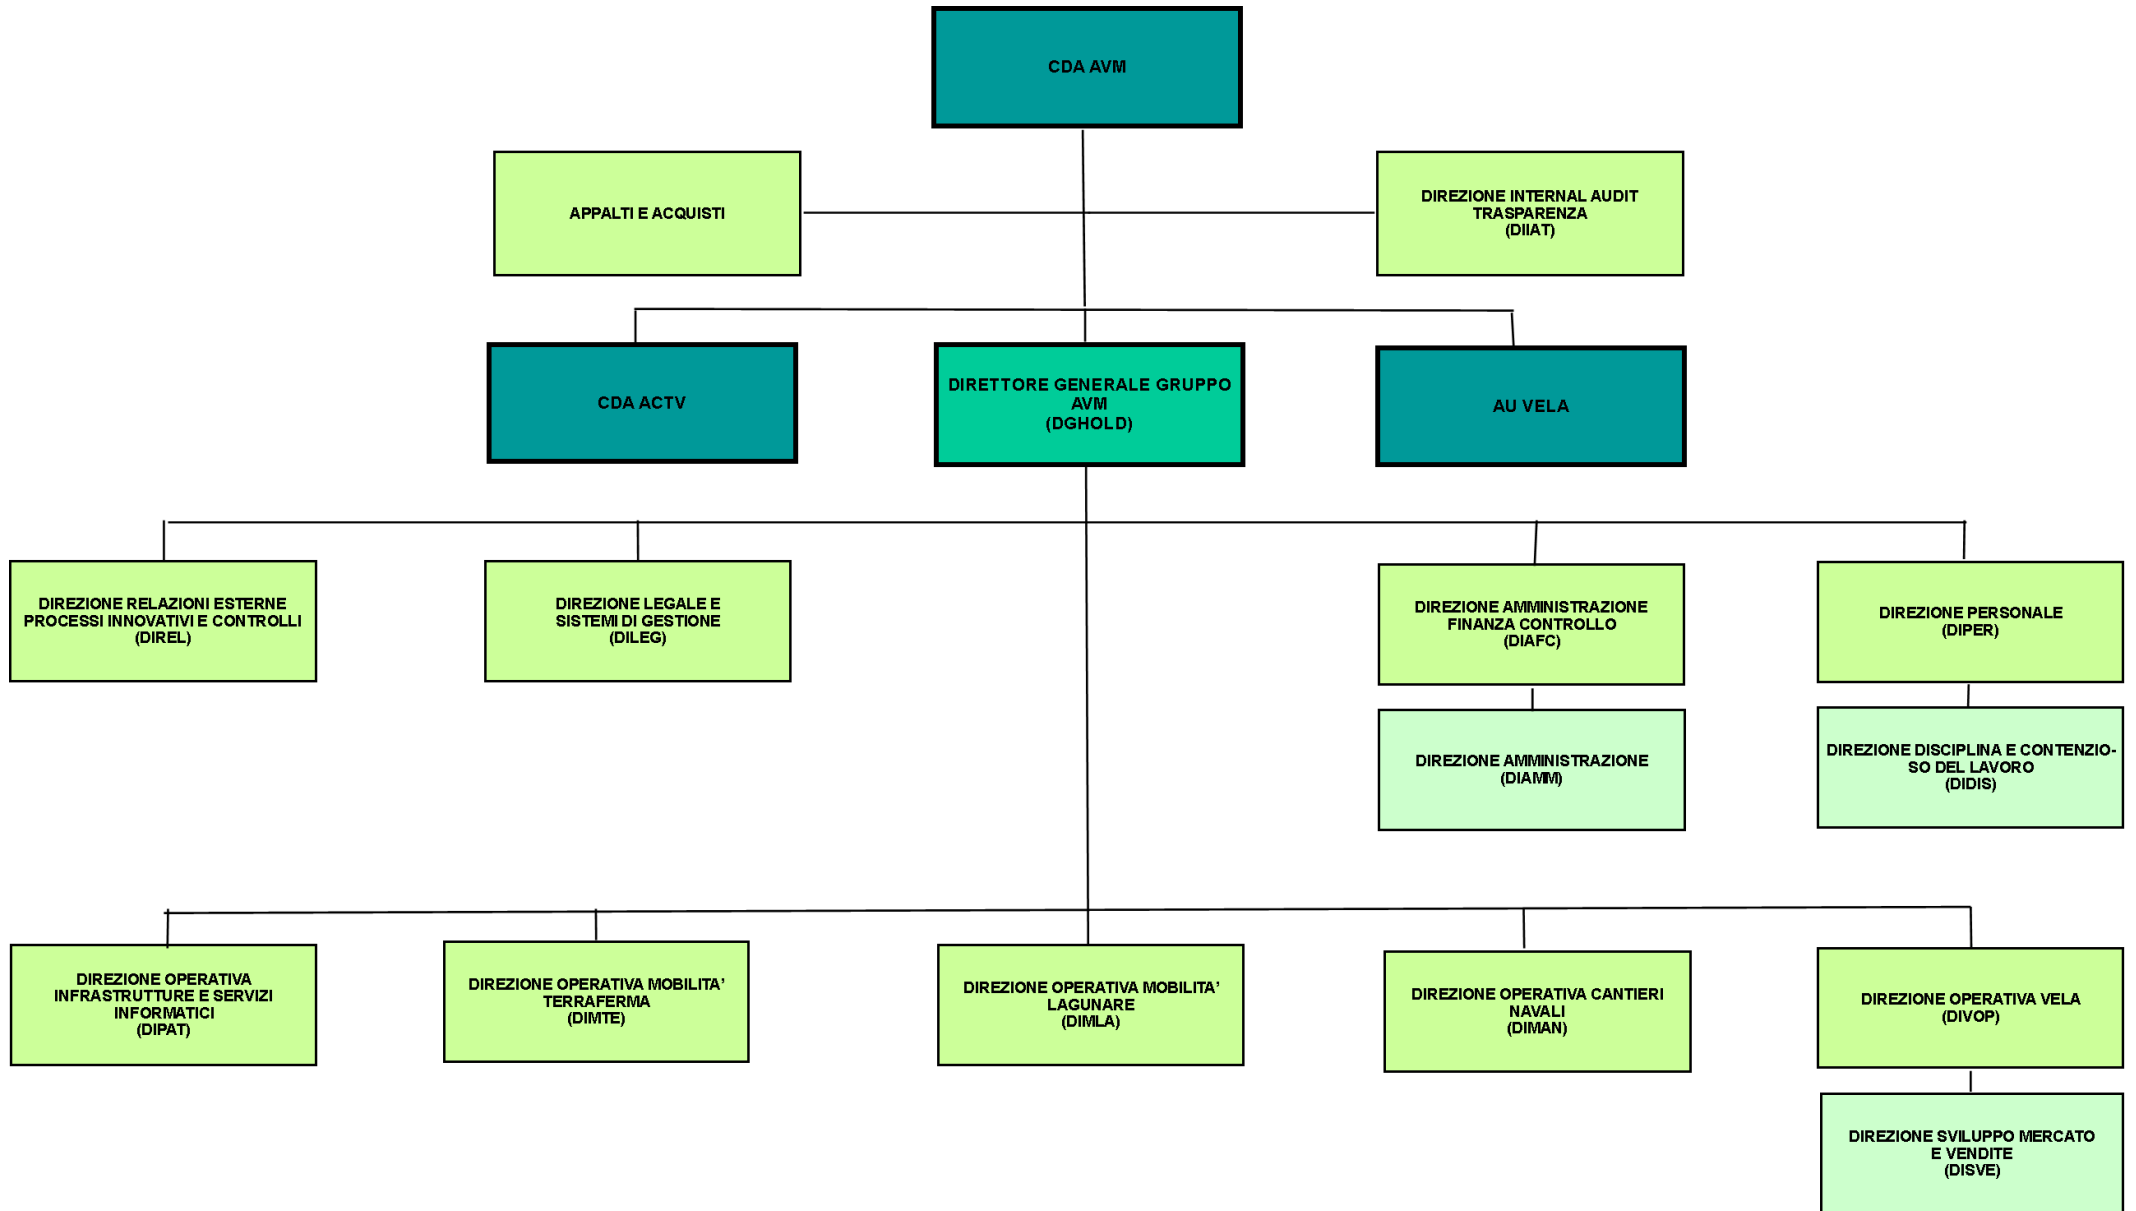 CDA AVM
APPALTI E ACQUISTI
DIREZIONE INTERNAL AUDIT
TRASPARENZA
(DIIAT)
CDA ACTV
DIRETTORE GENERALE GRUPPO
AVM
(DGHOLD)
AU VELA
DIREZIONE RELAZIONI ESTERNE
PROCESSI INNOVATIVI E CONTROLLI
(DIREL)
DIREZIONE LEGALE E
SISTEMI DI GESTIONE
(DILEG)
DIREZIONE AMMINISTRAZIONE
FINANZA CONTROLLO
(DIAFC)
DIREZIONE PERSONALE
(DIPER)
DIREZIONE AMMINISTRAZIONE
(DIAMM)
DIREZIONE DISCIPLINA E CONTENZIO-
SO DEL LAVORO
(DIDIS)
DIREZIONE OPERATIVA
INFRASTRUTTURE E SERVIZI
INFORMATICI
(DIPAT)
DIREZIONE OPERATIVA MOBILITA’
TERRAFERMA
(DIMTE)
DIREZIONE OPERATIVA MOBILITA’
LAGUNARE
(DIMLA)
DIREZIONE OPERATIVA CANTIERI
NAVALI
(DIMAN)
DIREZIONE OPERATIVA VELA
(DIVOP)
DIREZIONE SVILUPPO MERCATO
E VENDITE
(DISVE)